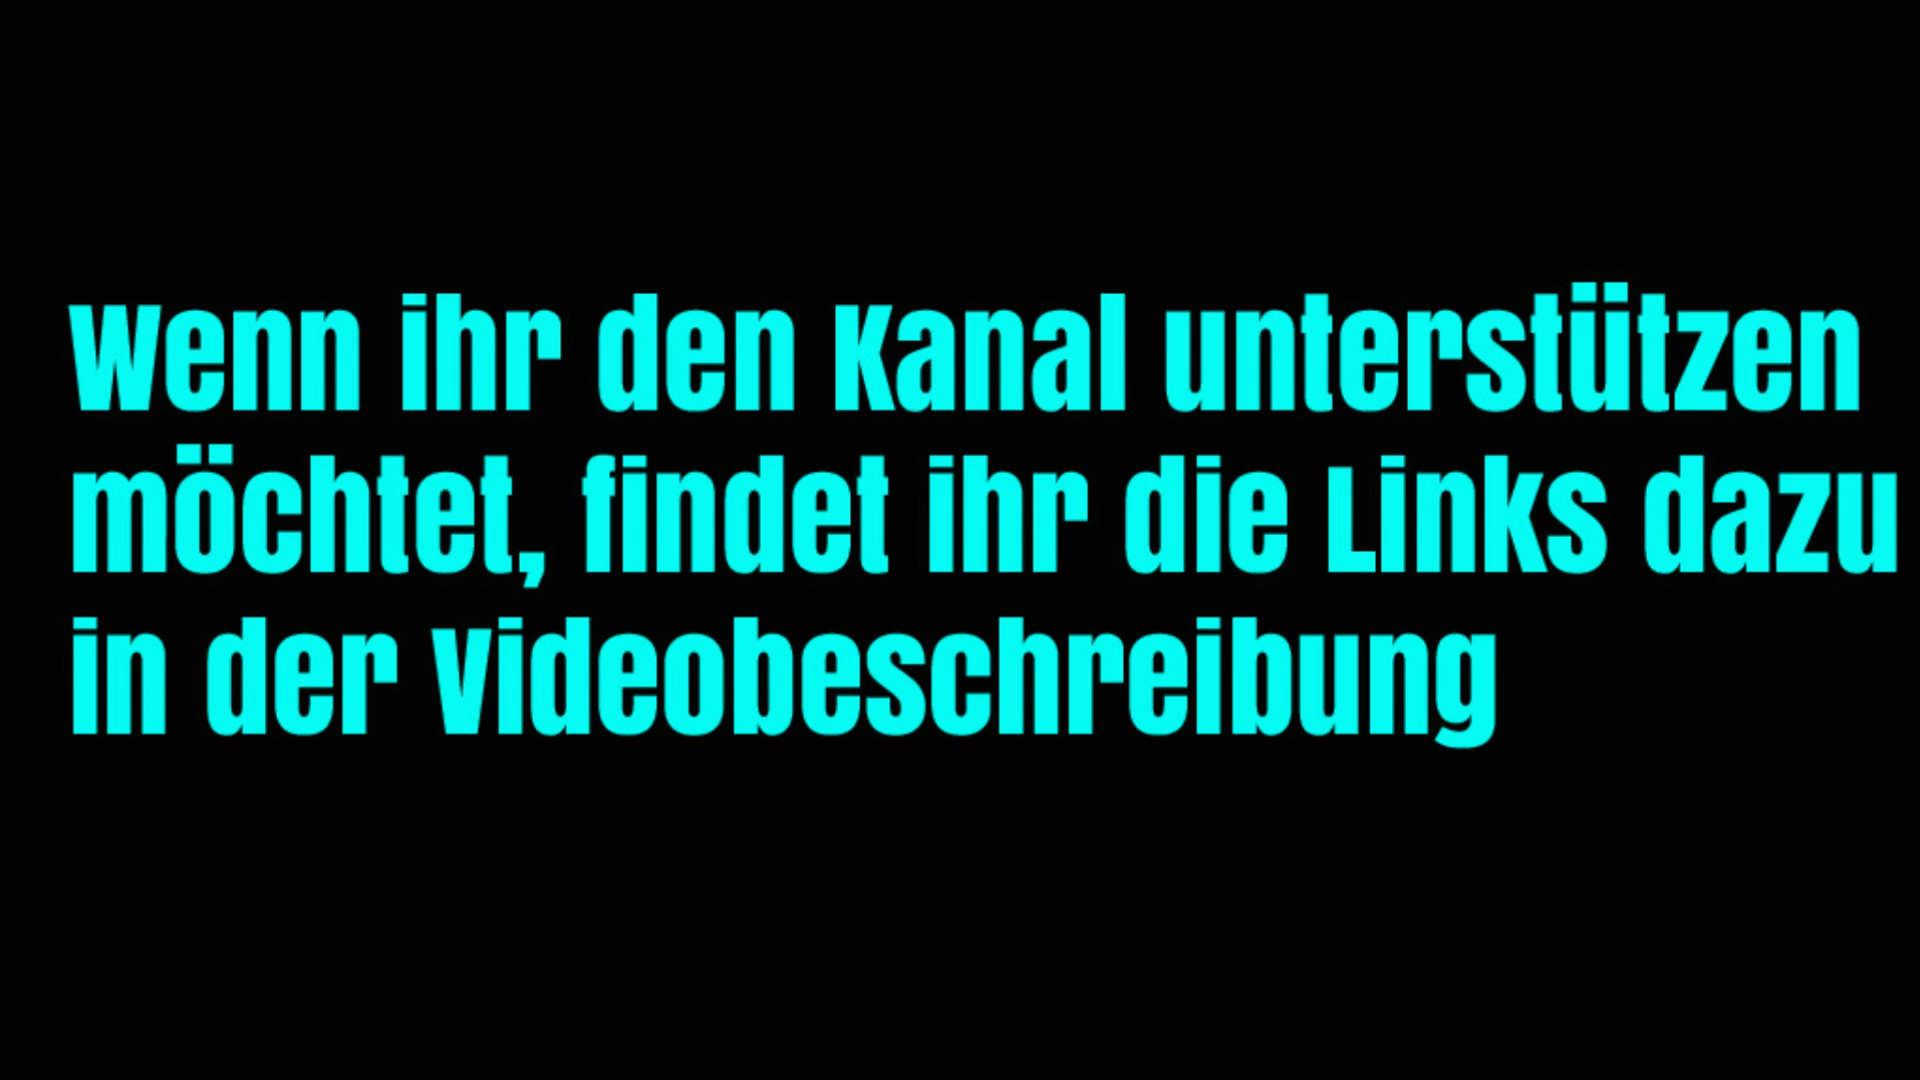 Wenn ihr den Kanal unterstützen
möchtet, findet ihr die Links dazu
in der Videobeschreibung